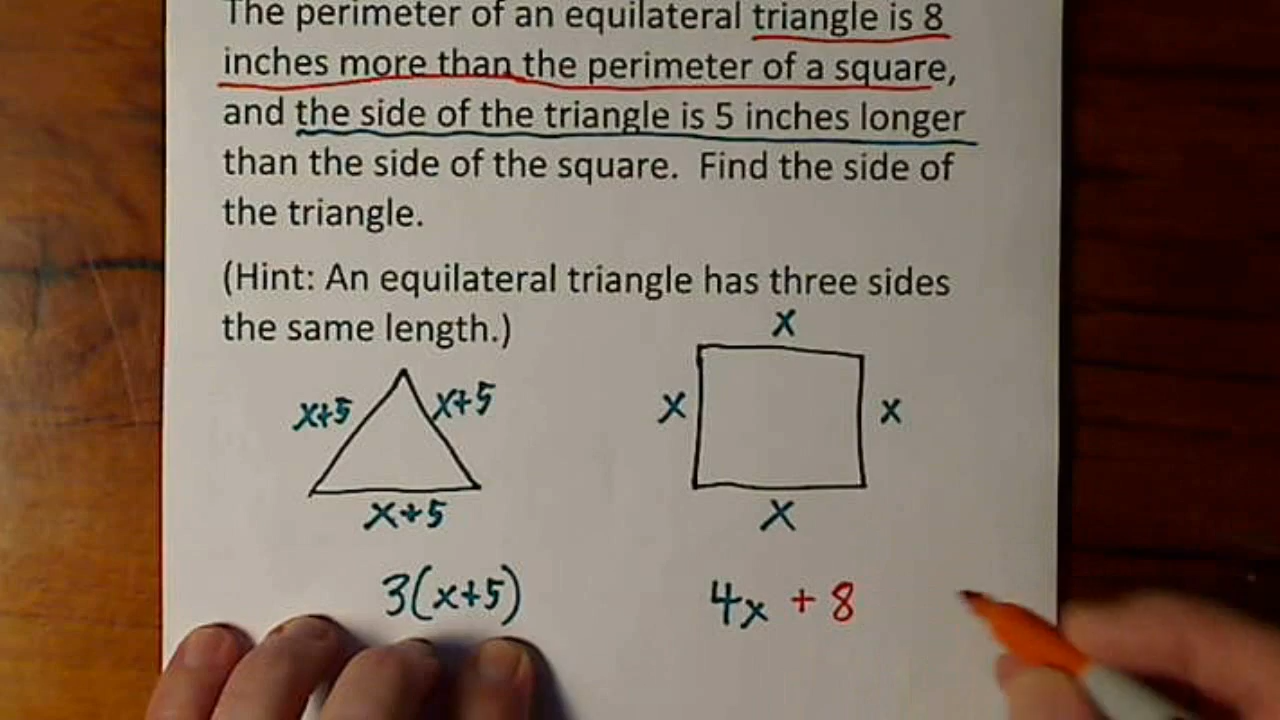 The perimeter of an equilateral triangle is 8
inches more than the perimeter of a square,
and the side of the triangle is 5 inches longer
than the side of the square. Find the side of
the triangle.
(Hint: An equilateral triangle has three sides
the same length.)
x
x+5 x+5
x x
x+5
x
3(x+5)
4x + 8